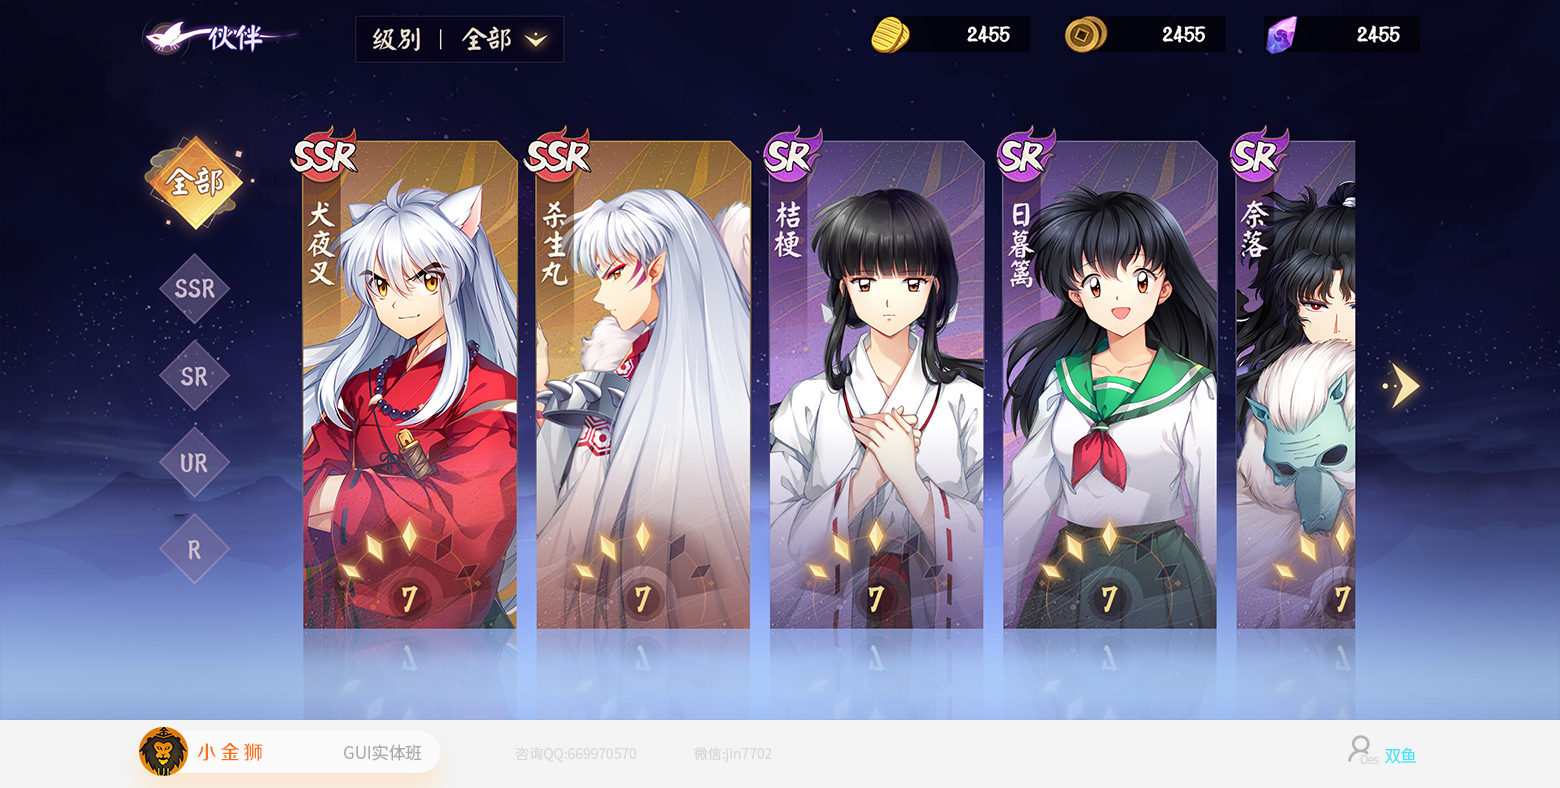 伙伴
级别 | 全部
2455
2455
2455
全部
SSR
SR
UR
R
SSR
犬夜叉
7
SSR
杀生丸
7
SR
桔梗
7
SR
日暮篱
7
SR
奈落
7
小金狮
GUI实体班
咨询QQ:669970570
微信:jin7702
Des
双鱼
UI